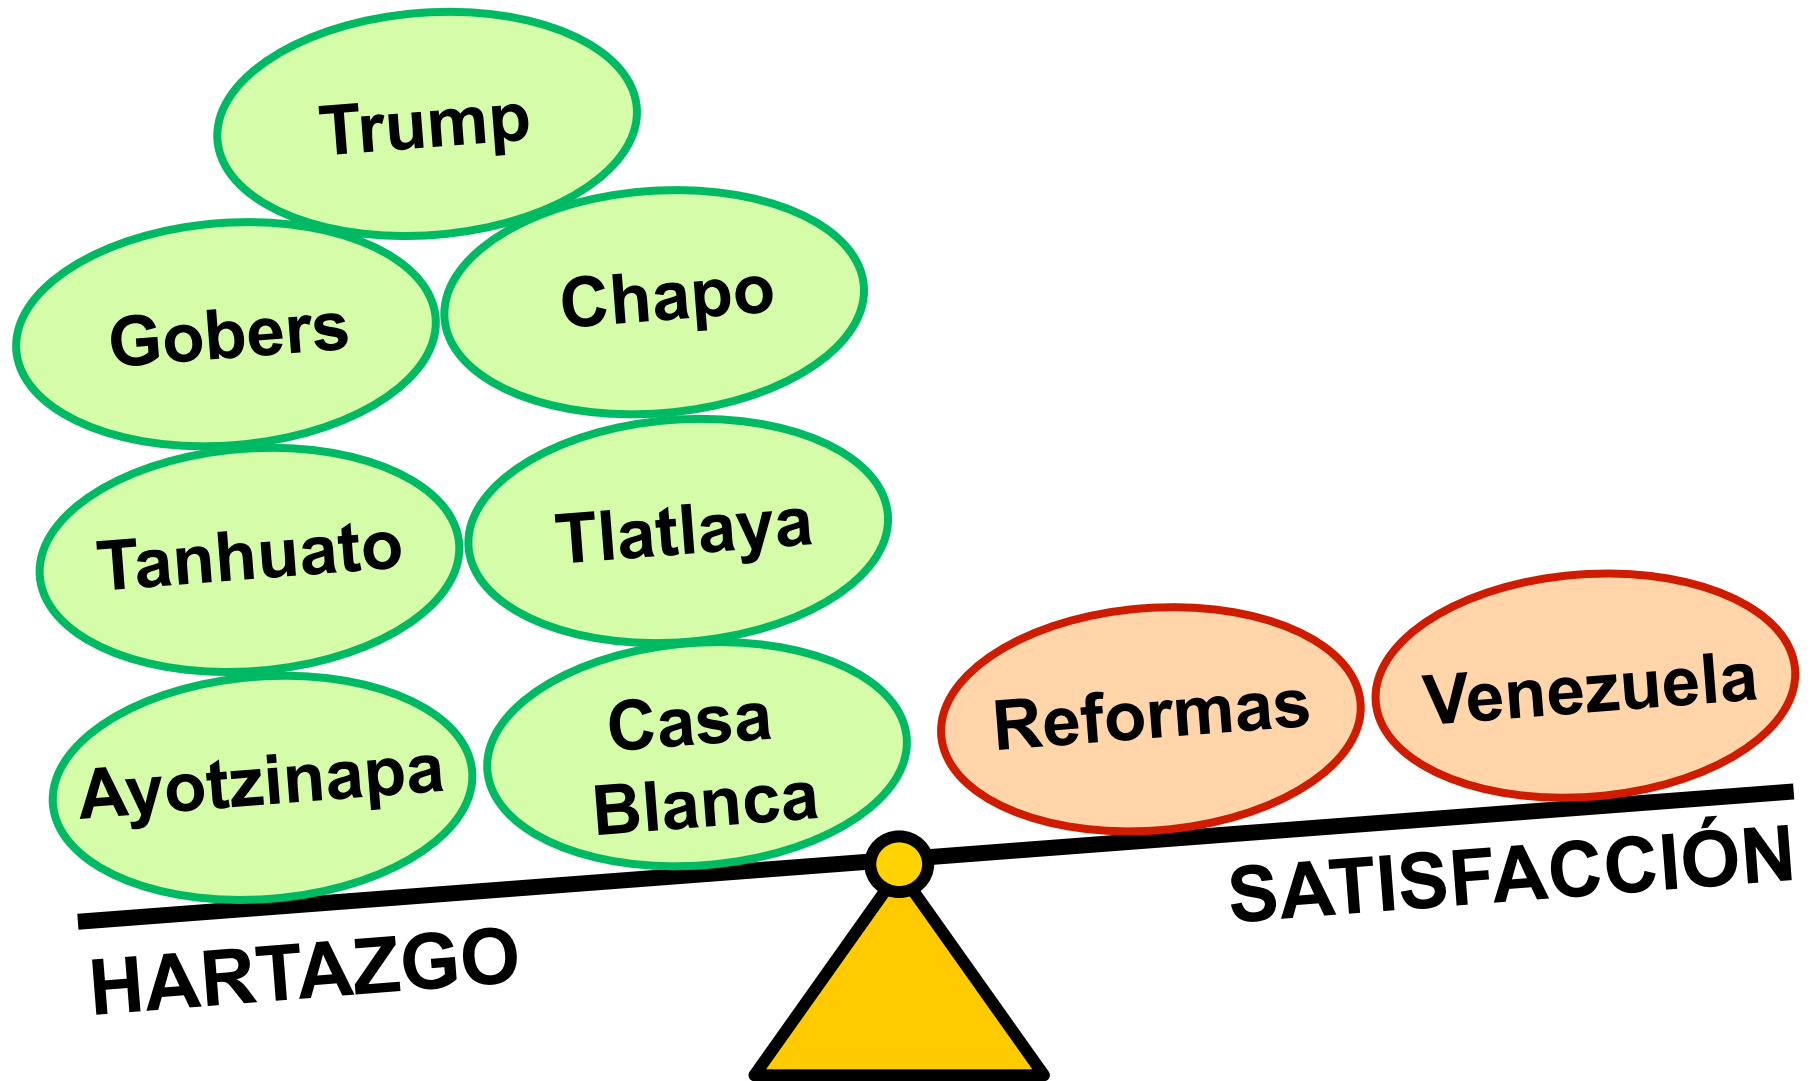 Trump
Gobers
Chapo
Tanhuato
Tlatlaya
Ayotzinapa
Casa
Blanca
Reformas
Venezuela
HARTAZGO
SATISFACCIÓN